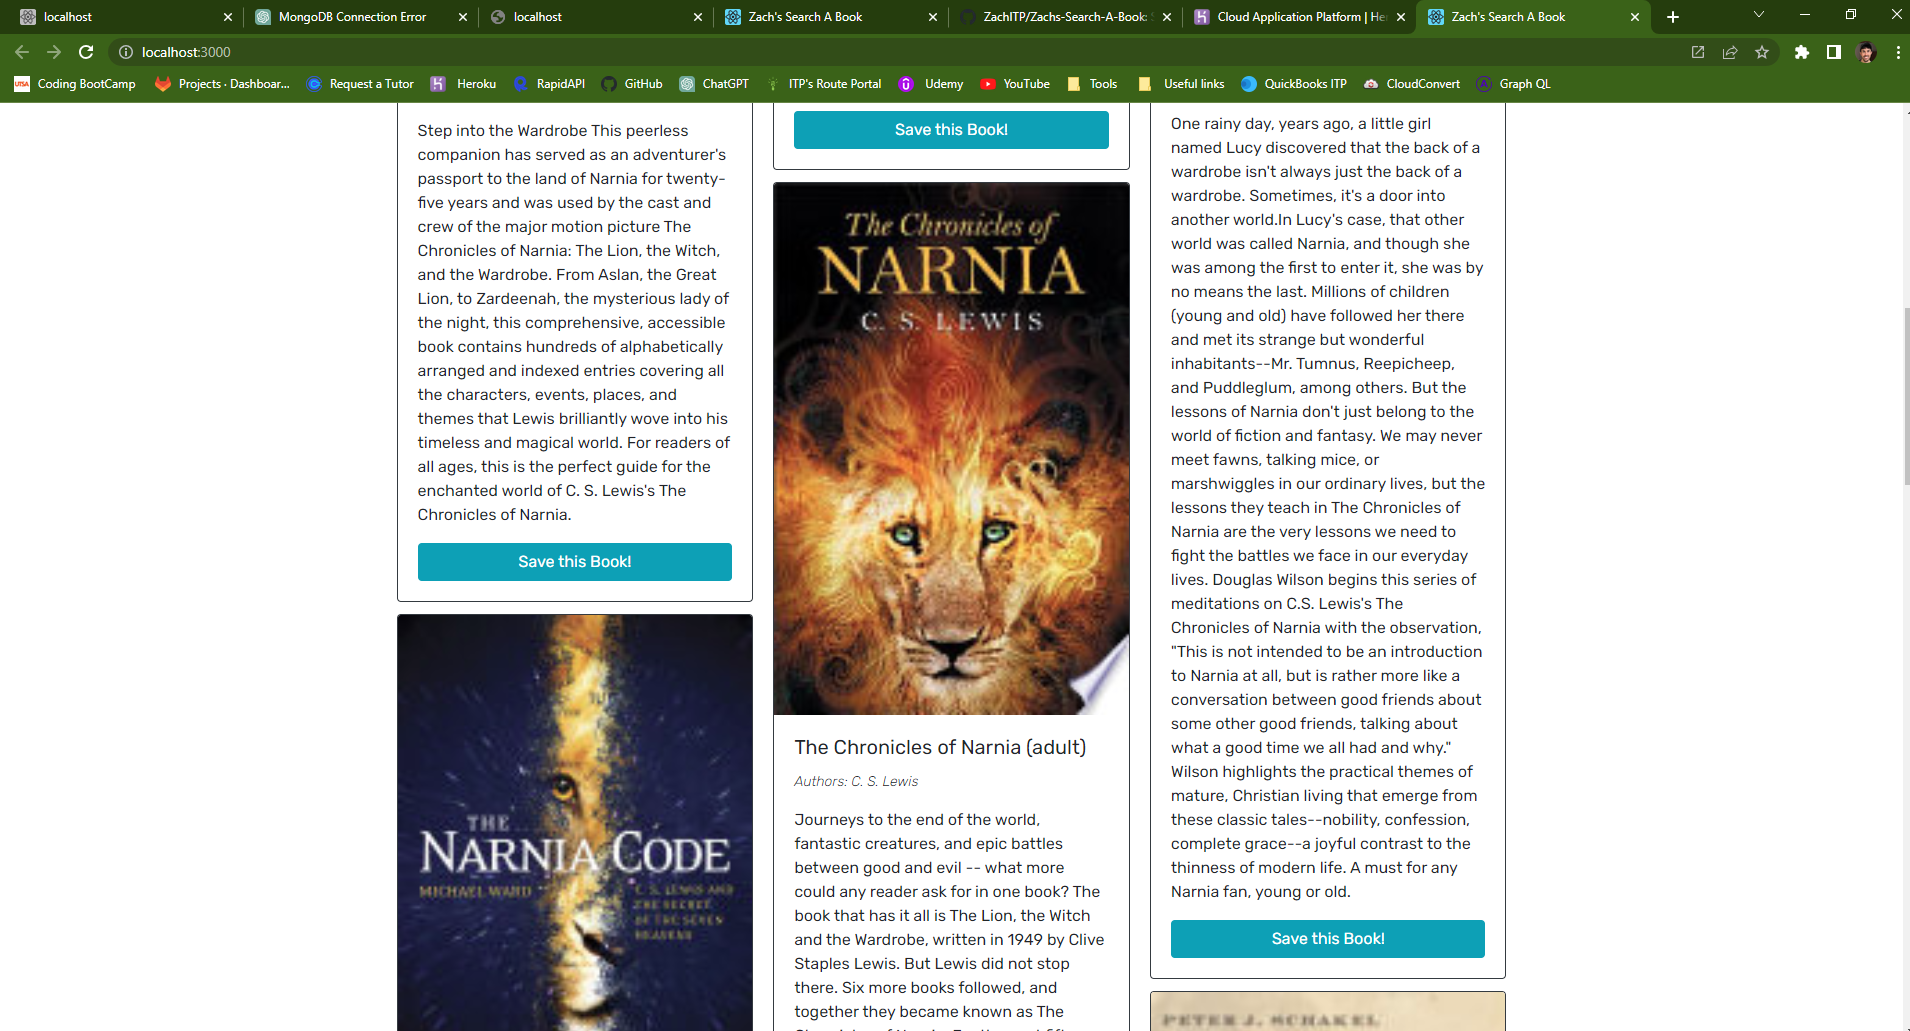 localhost
MongoDB Connection Error
localhost
Zach's Search A Book
ZachITP/Zachs-Search-A-Book:
Cloud Application Platform | He
Zach's Search A Book
localhost:3000
Coding BootCamp
Projects · Dashboar...
Request a Tutor
Heroku
RapidAPI
GitHub
ChatGPT
ITP's Route Portal
Udemy
YouTube
Tools
Useful links
QuickBooks ITP
CloudConvert
Graph QL
Step into the Wardrobe This peerless
companion has served as an adventurer's
passport to the land of Narnia for twenty-
five years and was used by the cast and
crew of the major motion picture The
Chronicles of Narnia: The Lion, the Witch,
and the Wardrobe. From Aslan, the Great
Lion, to Zardeenah, the mysterious lady of
the night, this comprehensive, accessible
book contains hundreds of alphabetically
arranged and indexed entries covering all
the characters, events, places, and
themes that Lewis brilliantly wove into his
timeless and magical world. For readers of
all ages, this is the perfect guide for the
enchanted world of C. S. Lewis's The
Chronicles of Narnia.
Save this Book!
THE
NARNIA CODE
MICHAEL WARD
C. S. LEWIS AND
THE SECRET
OF THE SEVEN
HEAVENS
Save this Book!
The Chronicles of
NARNIA
C. S. LEWIS
The Chronicles of Narnia (adult)
Authors: C. S. Lewis
Journeys to the end of the world,
fantastic creatures, and epic battles
between good and evil -- what more
could any reader ask for in one book? The
book that has it all is The Lion, the Witch
and the Wardrobe, written in 1949 by Clive
Staples Lewis. But Lewis did not stop
there. Six more books followed, and
together they became known as The
One rainy day, years ago, a little girl
named Lucy discovered that the back of a
wardrobe isn't always just the back of a
wardrobe. Sometimes, it's a door into
another world.In Lucy's case, that other
world was called Narnia, and though she
was among the first to enter it, she was by
no means the last. Millions of children
(young and old) have followed her there
and met its strange but wonderful
inhabitants--Mr. Tumnus, Reepicheep,
and Puddleglum, among others. But the
lessons of Narnia don't just belong to the
world of fiction and fantasy. We may never
meet fawns, talking mice, or
marshwiggles in our ordinary lives, but the
lessons they teach in The Chronicles of
Narnia are the very lessons we need to
fight the battles we face in our everyday
lives. Douglas Wilson begins this series of
meditations on C.S. Lewis's The
Chronicles of Narnia with the observation,
"This is not intended to be an introduction
to Narnia at all, but is rather more like a
conversation between good friends about
some other good friends, talking about
what a good time we all had and why."
Wilson highlights the practical themes of
mature, Christian living that emerge from
these classic tales--nobility, confession,
complete grace--a joyful contrast to the
thinness of modern life. A must for any
Narnia fan, young or old.
Save this Book!
PETER J. SCHAKEL